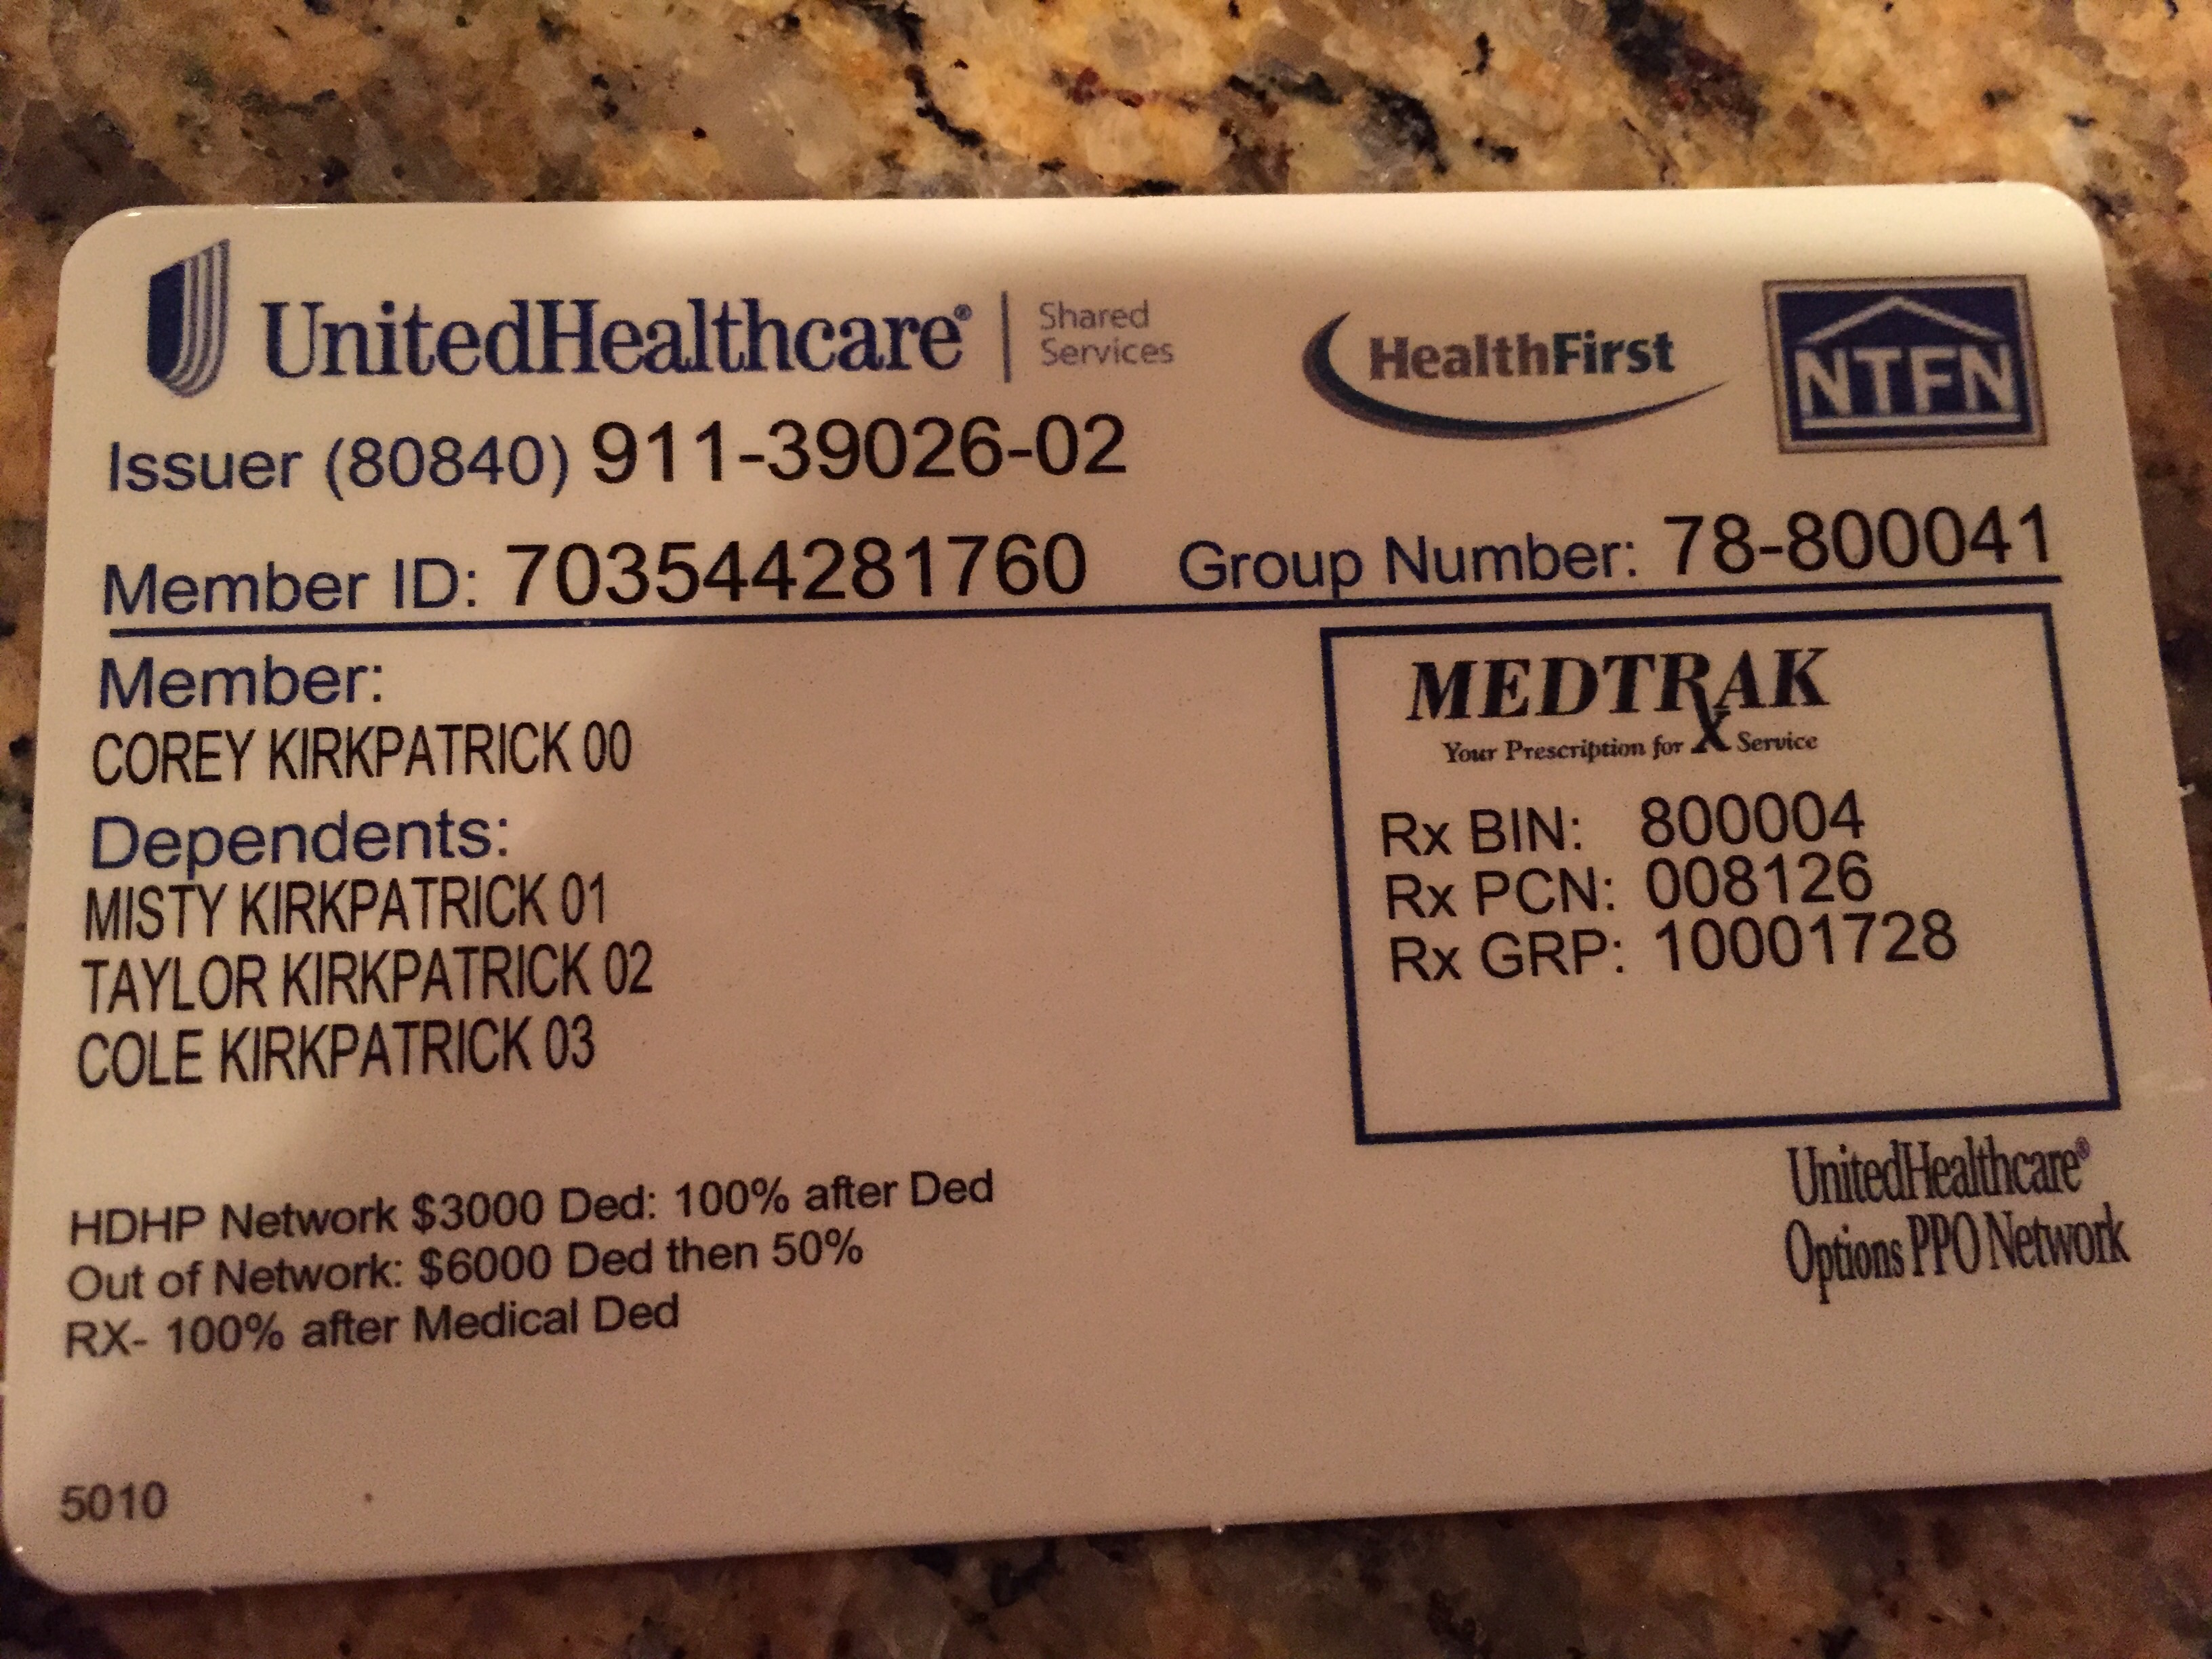 UnitedHealthcare® | Shared Services
HealthFirst
NTFN
Issuer (80840) 911-39026-02
Member ID: 703544281760 Group Number: 78-800041
Member:
COREY KIRKPATRICK 00
Dependents:
MISTY KIRKPATRICK 01
TAYLOR KIRKPATRICK 02
COLE KIRKPATRICK 03
MEDTRAK
Your Prescription for Rx Service
Rx BIN: 800004
Rx PCN: 008126
Rx GRP: 10001728
HDHP Network $3000 Ded: 100% after Ded
Out of Network: $6000 Ded then 50%
RX- 100% after Medical Ded
UnitedHealthcare®
Options PPO Network
5010